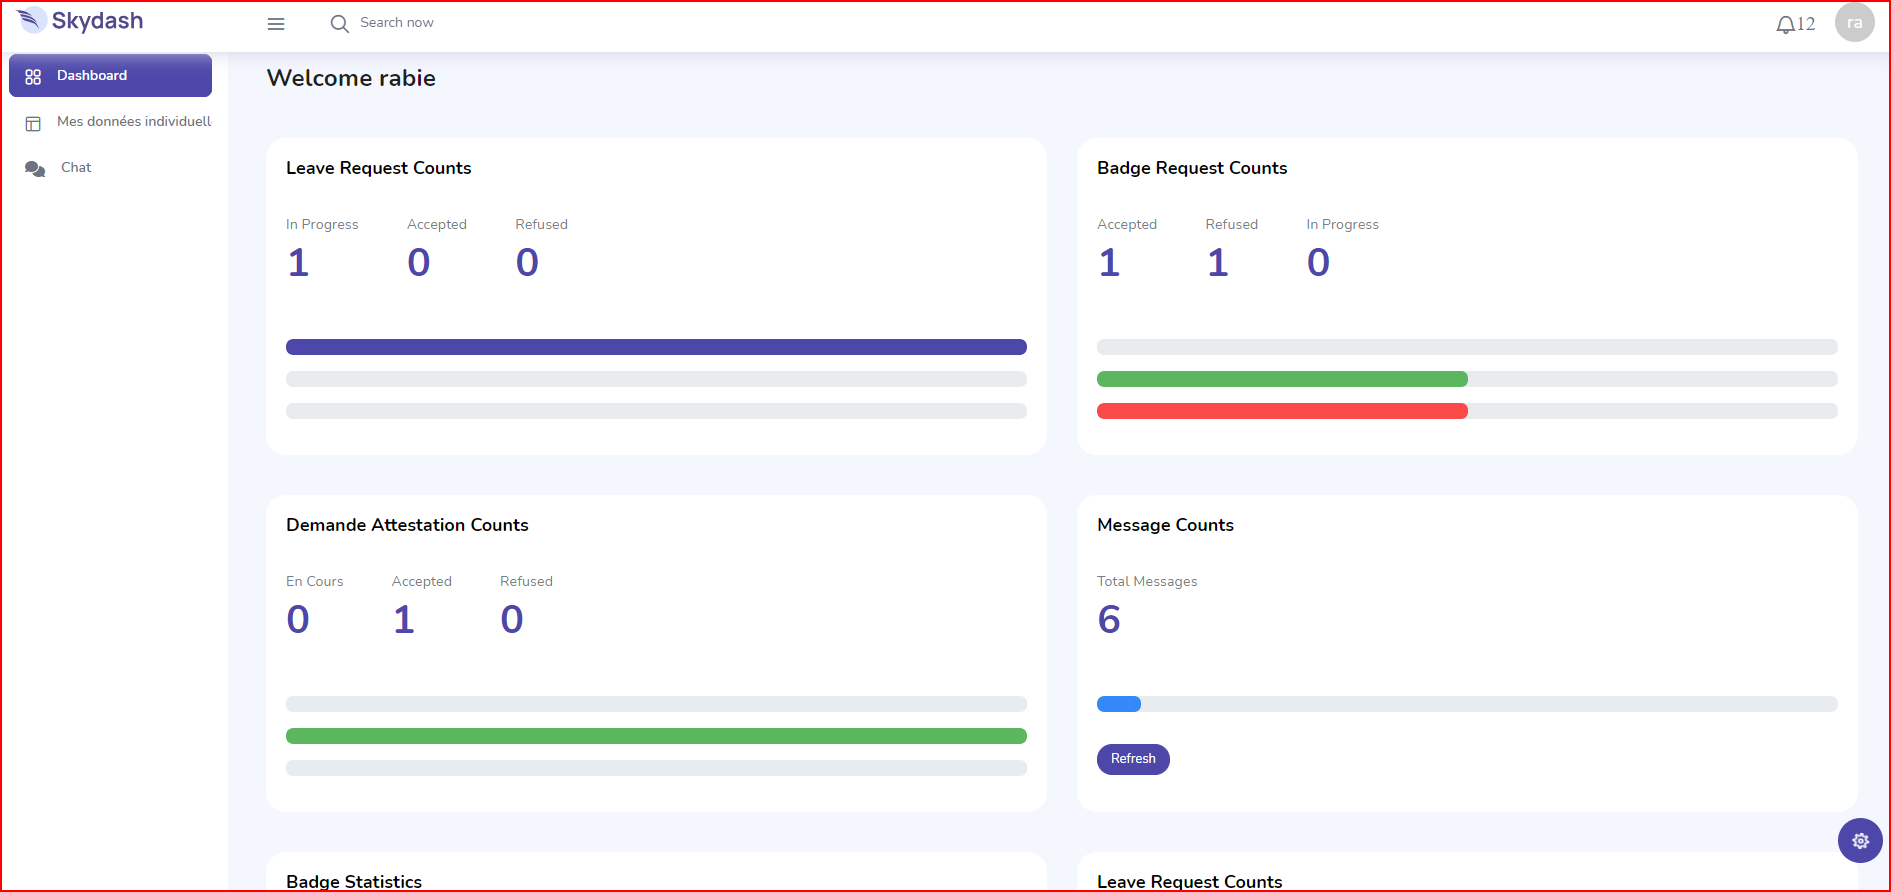 Skydash
Search now
12
ra
Dashboard
Mes données individuell
Chat
Welcome rabie
Leave Request Counts
In Progress Accepted Refused
1 0 0
Badge Request Counts
Accepted Refused In Progress
1 1 0
Demande Attestation Counts
En Cours Accepted Refused
0 1 0
Message Counts
Total Messages
6
Refresh
Badge Statistics
Leave Request Counts